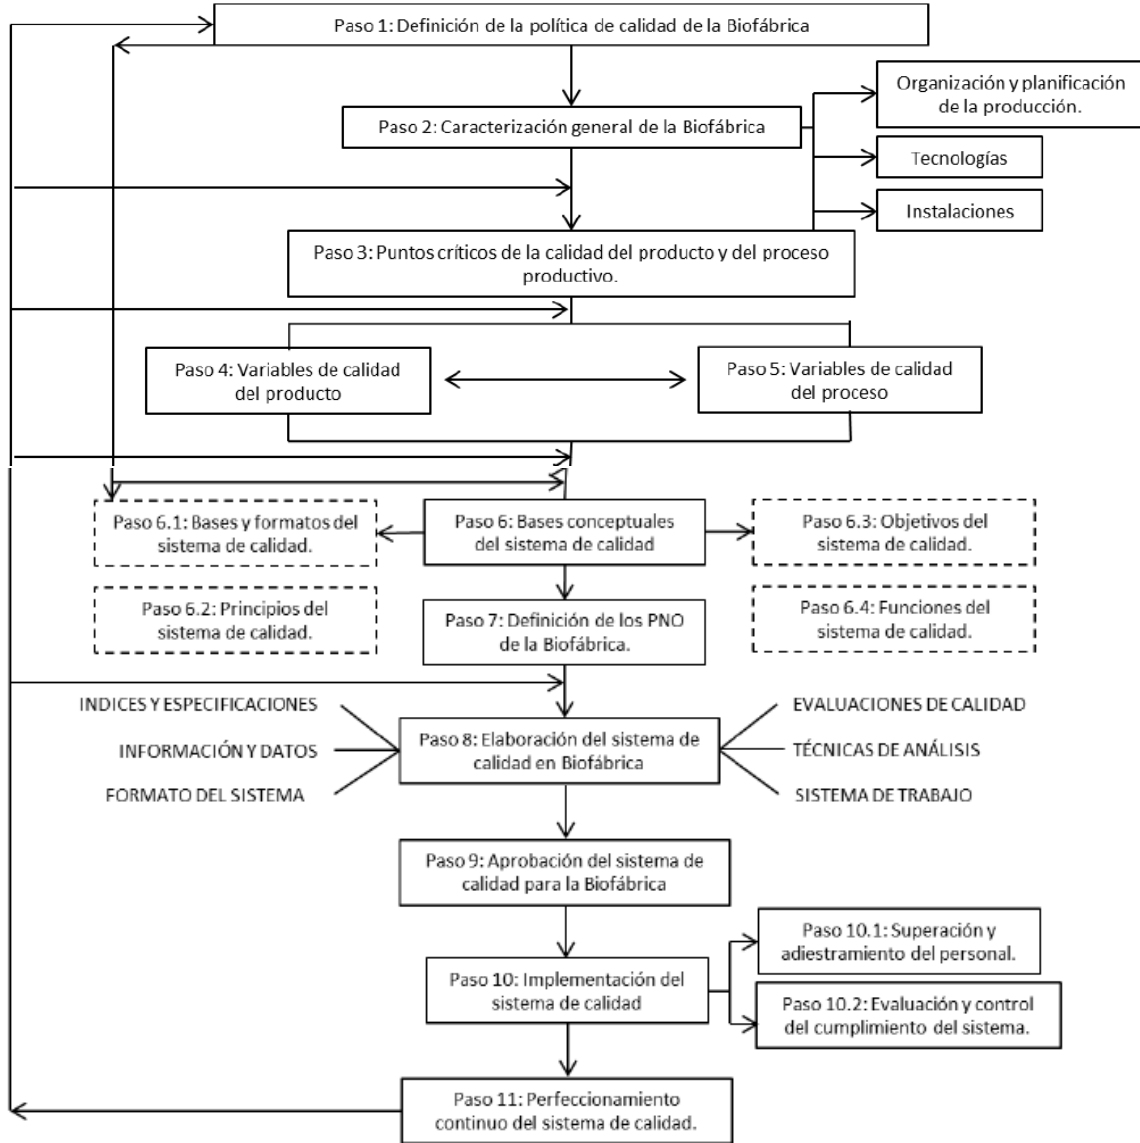 Paso 1: Definición de la política de calidad de la Biofábrica
Organización y planificación
de la producción.
Paso 2: Caracterización general de la Biofábrica
Tecnologías
Instalaciones
Paso 3: Puntos críticos de la calidad del producto y del proceso
productivo.
Paso 4: Variables de calidad
del producto
Paso 5: Variables de calidad
del proceso
Paso 6.1: Bases y formatos del
sistema de calidad.
Paso 6: Bases conceptuales
del sistema de calidad
Paso 6.3: Objetivos del
sistema de calidad.
Paso 6.2: Principios del
sistema de calidad.
Paso 7: Definición de los PNO
de la Biofábrica.
Paso 6.4: Funciones del
sistema de calidad.
INDICES Y ESPECIFICACIONES
INFORMACIÓN Y DATOS
FORMATO DEL SISTEMA
Paso 8: Elaboración del sistema de
calidad en Biofábrica
EVALUACIONES DE CALIDAD
TÉCNICAS DE ANÁLISIS
SISTEMA DE TRABAJO
Paso 9: Aprobación del sistema de
calidad para la Biofábrica
Paso 10: Implementación del
sistema de calidad
Paso 10.1: Superación y
adiestramiento del personal.
Paso 10.2: Evaluación y control
del cumplimiento del sistema.
Paso 11: Perfeccionamiento
continuo del sistema de calidad.